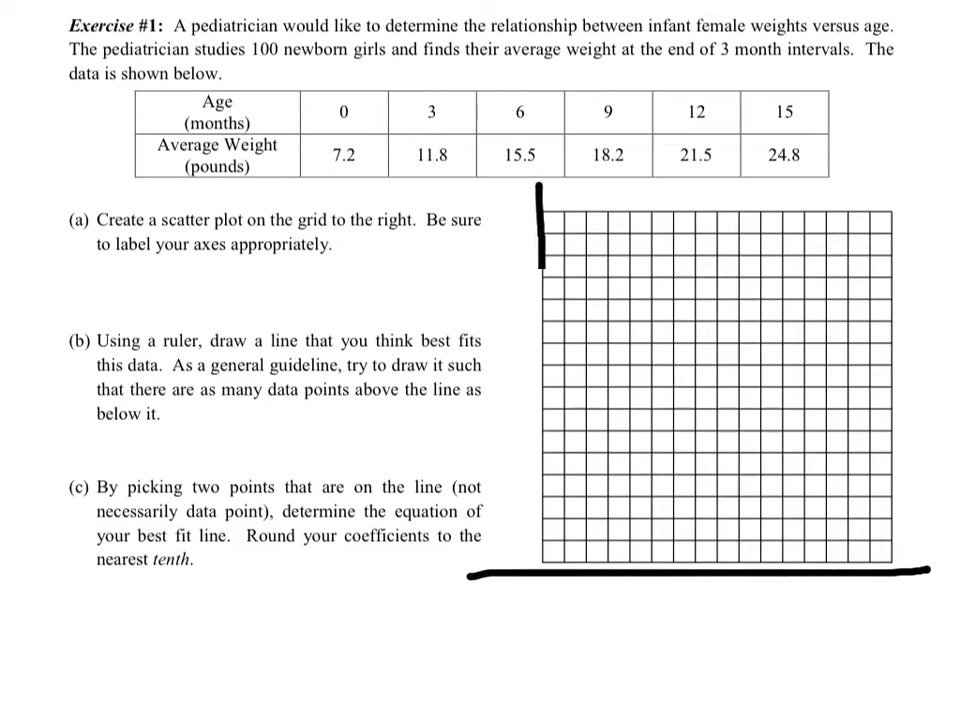 Exercise #1: A pediatrician would like to determine the relationship between infant female weights versus age.
The pediatrician studies 100 newborn girls and finds their average weight at the end of 3 month intervals. The
data is shown below.
Age (months) 0 3 6 9 12 15
Average Weight (pounds) 7.2 11.8 15.5 18.2 21.5 24.8
(a) Create a scatter plot on the grid to the right. Be sure
to label your axes appropriately.
(b) Using a ruler, draw a line that you think best fits
this data. As a general guideline, try to draw it such
that there are as many data points above the line as
below it.
(c) By picking two points that are on the line (not
necessarily data point), determine the equation of
your best fit line. Round your coefficients to the
nearest tenth.